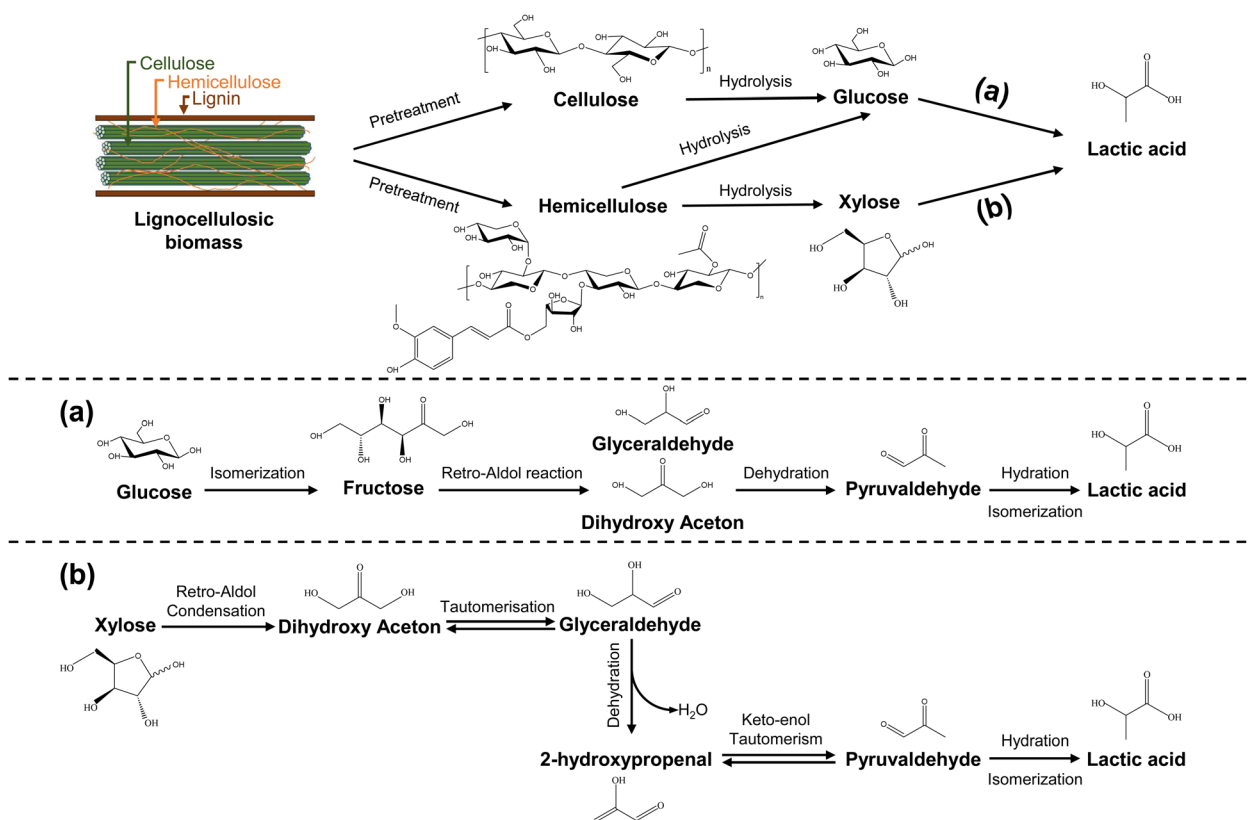 Cellulose
Hemicellulose
Lignin
Lignocellulosic
biomass
Pretreatment
Pretreatment
Cellulose
Hydrolysis
Glucose
(a)
Hydrolysis
Lactic acid
Hemicellulose
Hydrolysis
Xylose
(b)
(a)
Glucose
Isomerization
Fructose
Retro-Aldol reaction
Glyceraldehyde
Dihydroxy Aceton
Dehydration
Pyruvaldehyde
Hydration
Isomerization
Lactic acid
(b)
Xylose
Retro-Aldol
Condensation
Dihydroxy Aceton
Tautomerisation
Glyceraldehyde
Dehydration
H₂O
2-hydroxypropenal
Keto-enol
Tautomerism
Pyruvaldehyde
Hydration
Isomerization
Lactic acid